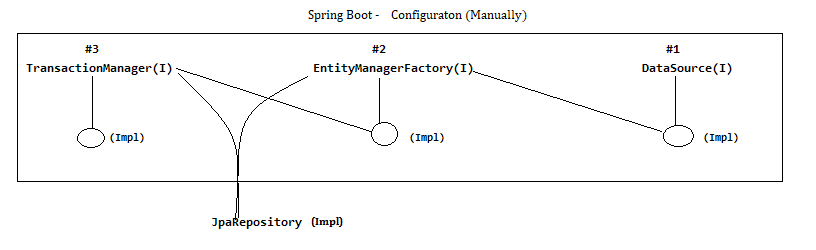 Spring Boot - Configuraton (Manually)
#3 #2 #1
TransactionManager(I) EntityManagerFactory(I) DataSource(I)
(Impl) (Impl) (Impl)
JpaRepository (Impl)